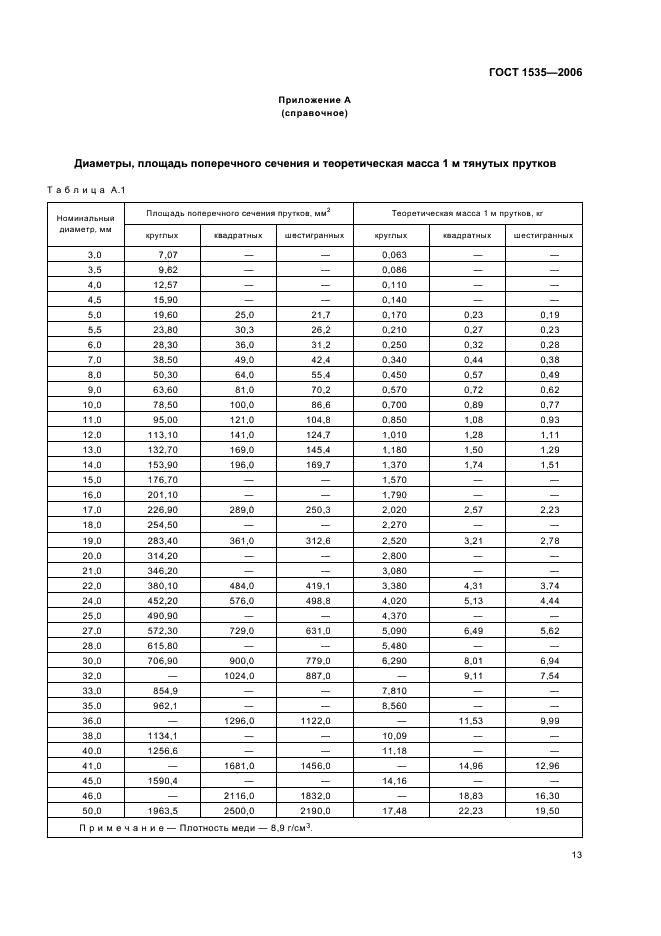 ГОСТ 1535—2006
Приложение А
(справочное)
Диаметры, площадь поперечного сечения и теоретическая масса 1 м тянутых прутков
Таблица А.1
Номинальный диаметр, мм Площадь поперечного сечения прутков, мм2 Теоретическая масса 1 м прутков, кг
круглых квадратных шестигранных круглых квадратных шестигранных
3,0 7,07 — — 0,063 — —
3,5 9,62 — — 0,086 — —
4,0 12,57 — — 0,110 — —
4,5 15,90 — — 0,140 — —
5,0 19,60 25,0 21,7 0,170 0,23 0,19
5,5 23,80 30,3 26,2 0,210 0,27 0,23
6,0 28,30 36,0 31,2 0,250 0,32 0,28
7,0 38,50 49,0 42,4 0,340 0,44 0,38
8,0 50,30 64,0 55,4 0,450 0,57 0,49
9,0 63,60 81,0 70,2 0,570 0,72 0,62
10,0 78,50 100,0 86,6 0,700 0,89 0,77
11,0 95,00 121,0 104,8 0,850 1,08 0,93
12,0 113,10 141,0 124,7 1,010 1,28 1,11
13,0 132,70 169,0 145,4 1,180 1,50 1,29
14,0 153,90 196,0 169,7 1,370 1,74 1,51
15,0 176,70 — — 1,570 — —
16,0 201,10 — — 1,790 — —
17,0 226,90 289,0 250,3 2,020 2,57 2,23
18,0 254,50 — — 2,270 — —
19,0 283,40 361,0 312,6 2,520 3,21 2,78
20,0 314,20 — — 2,800 — —
21,0 346,20 — — 3,080 — —
22,0 380,10 484,0 419,1 3,380 4,31 3,74
24,0 452,20 576,0 498,8 4,020 5,13 4,44
25,0 490,90 — — 4,370 — —
27,0 572,30 729,0 631,0 5,090 6,49 5,62
28,0 615,80 — — 5,480 — —
30,0 706,90 900,0 779,0 6,290 8,01 6,94
32,0 — 1024,0 887,0 — 9,11 7,54
33,0 854,9 — — 7,810 — —
35,0 962,1 — — 8,560 — —
36,0 — 1296,0 1122,0 — 11,53 9,99
38,0 1134,1 — — 10,09 — —
40,0 1256,6 — — 11,18 — —
41,0 — 1681,0 1456,0 — 14,96 12,96
45,0 1590,4 — — 14,16 — —
46,0 — 2116,0 1832,0 — 18,83 16,30
50,0 1963,5 2500,0 2190,0 17,48 22,23 19,50
Примечание — Плотность меди — 8,9 г/см3.
13